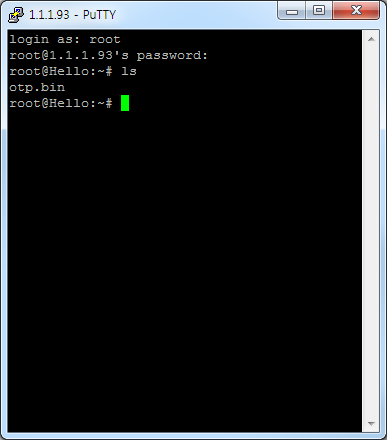 1.1.1.93 - PuTTY
login as: root
root@1.1.1.93's password:
root@Hello:~# ls
otp.bin
root@Hello:~#